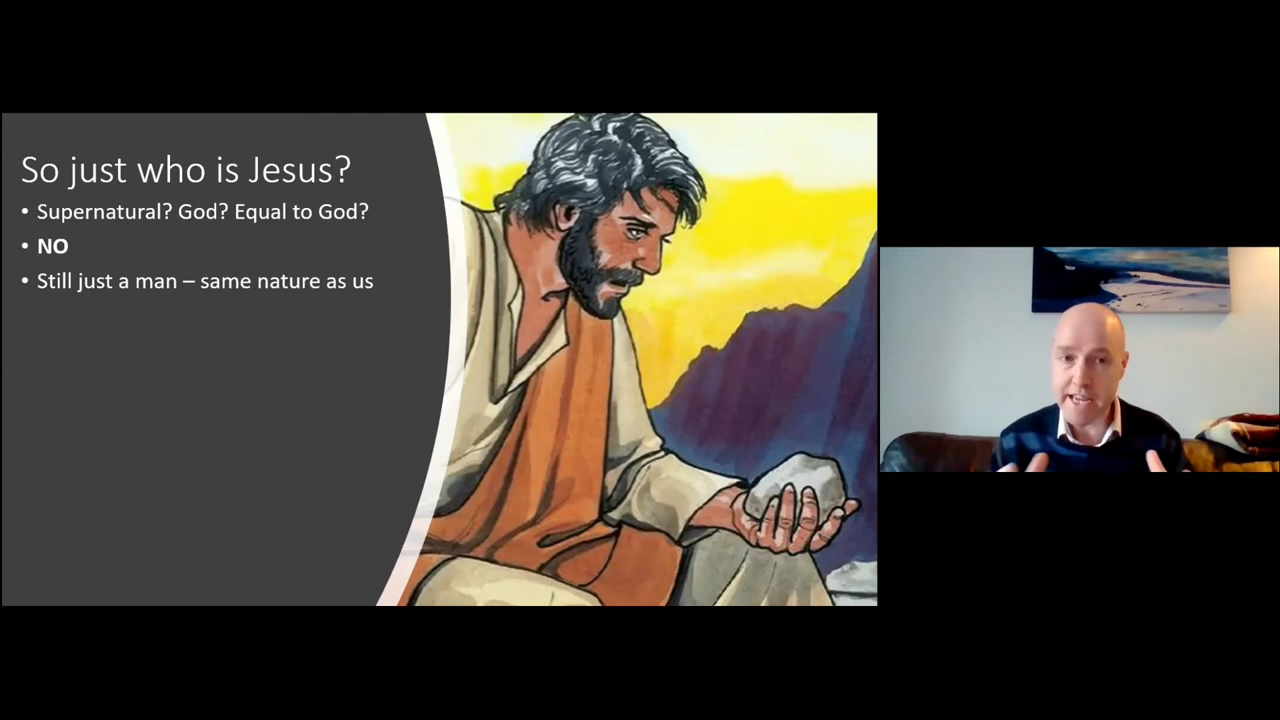 So just who is Jesus?
• Supernatural? God? Equal to God?
• NO
• Still just a man – same nature as us